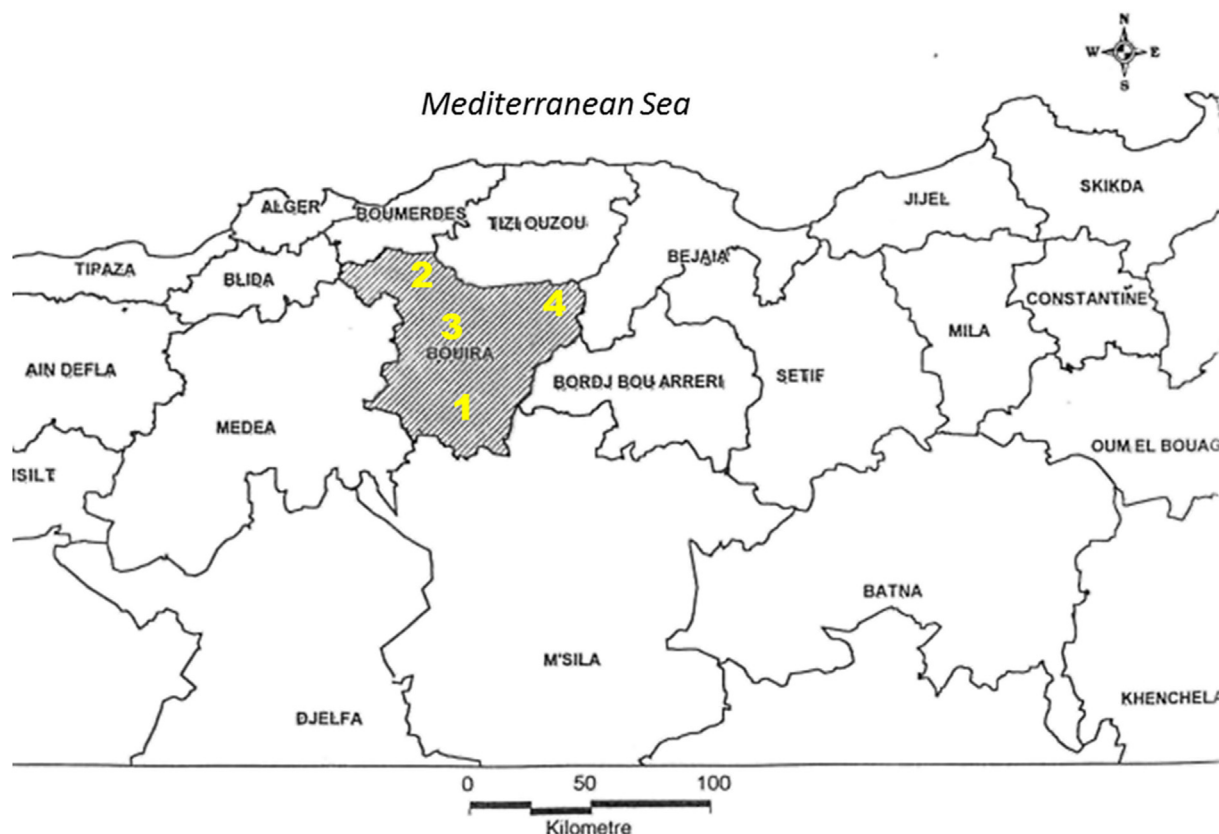 N
W E
S
Mediterranean Sea
SKIKDA
JIJEL
ALGER
BOUMERDES
TIZI OUZOU
BEJAIA
TIPAZA
BLIDA
2
4
CONSTANTINE
3
MILA
BOUIRA
AIN DEFLA
BORDJ BOU ARRERI
SETIF
1
MEDEA
OUM EL BOUAG
ISILT
BATNA
M'SILA
KHENCHELA
DJELFA
0 50 100
Kilometre